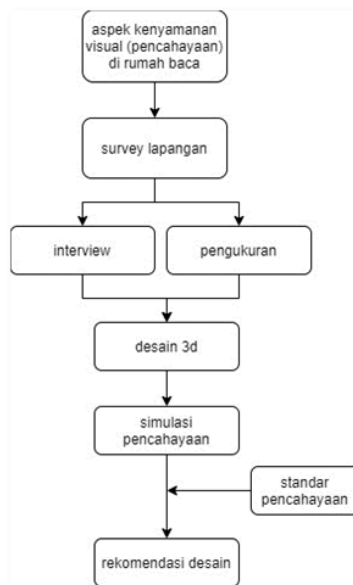 aspek kenyamanan
visual (pencahayaan)
di rumah baca
survey lapangan
interview
pengukuran
desain 3d
simulasi
pencahayaan
standar
pencahayaan
rekomendasi desain